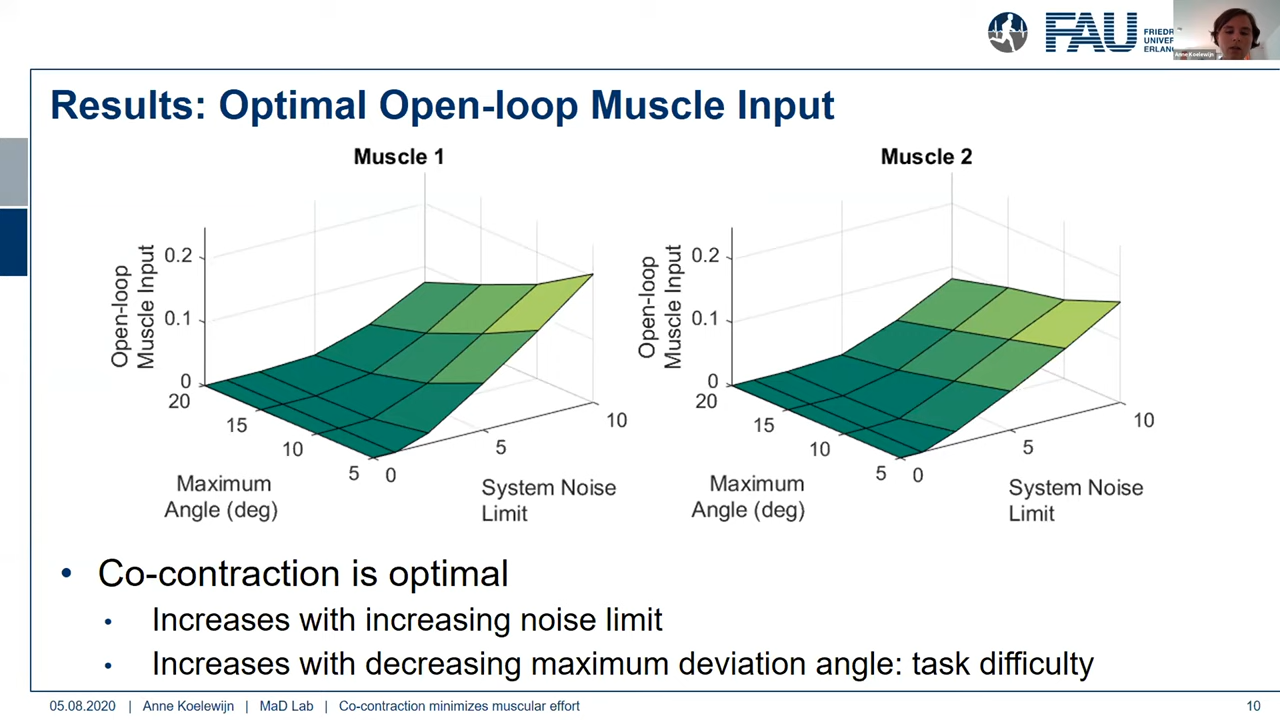 FAU
FRIEDR
UNIVER
ERLAN
Anne Koelewijn
Results: Optimal Open-loop Muscle Input
Muscle 1
Open-loop
Muscle Input
0.2
0.1
0
20
15
10
5
0
5
10
Maximum
Angle (deg)
System Noise
Limit
Muscle 2
Open-loop
Muscle Input
0.2
0.1
0
20
15
10
5
0
5
10
Maximum
Angle (deg)
System Noise
Limit
• Co-contraction is optimal
• Increases with increasing noise limit
• Increases with decreasing maximum deviation angle: task difficulty
05.08.2020 | Anne Koelewijn | MaD Lab | Co-contraction minimizes muscular effort
10